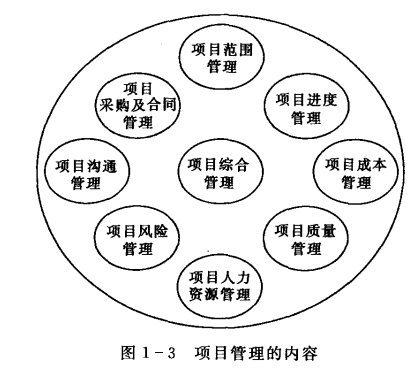 项目范围
管理
项目
采购及合同
管理
项目进度
管理
项目沟通
管理
项目综合
管理
项目成本
管理
项目风险
管理
项目质量
管理
项目人力
资源管理
图1-3 项目管理的内容